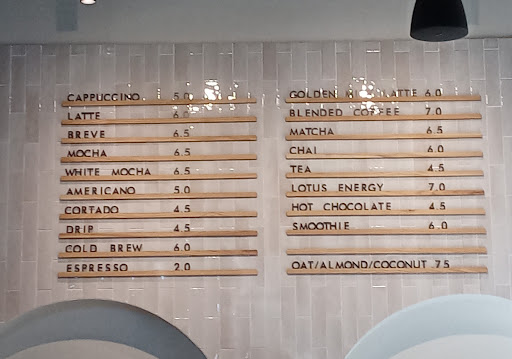 CAPPUCCINO 5.0
LATTE 6.0
BREVE 6.5
MOCHA 6.5
WHITE MOCHA 6.5
AMERICANO 5.0
CORTADO 4.5
DRIP 4.5
COLD BREW 6.0
ESPRESSO 2.0
GOLDEN LATTE 6.0
BLENDED COFFEE 7.0
MATCHA 6.5
CHAI 6.0
TEA 4.5
LOTUS ENERGY 7.0
HOT CHOCOLATE 4.5
SMOOTHIE 6.0
OAT/ALMOND/COCONUT .75